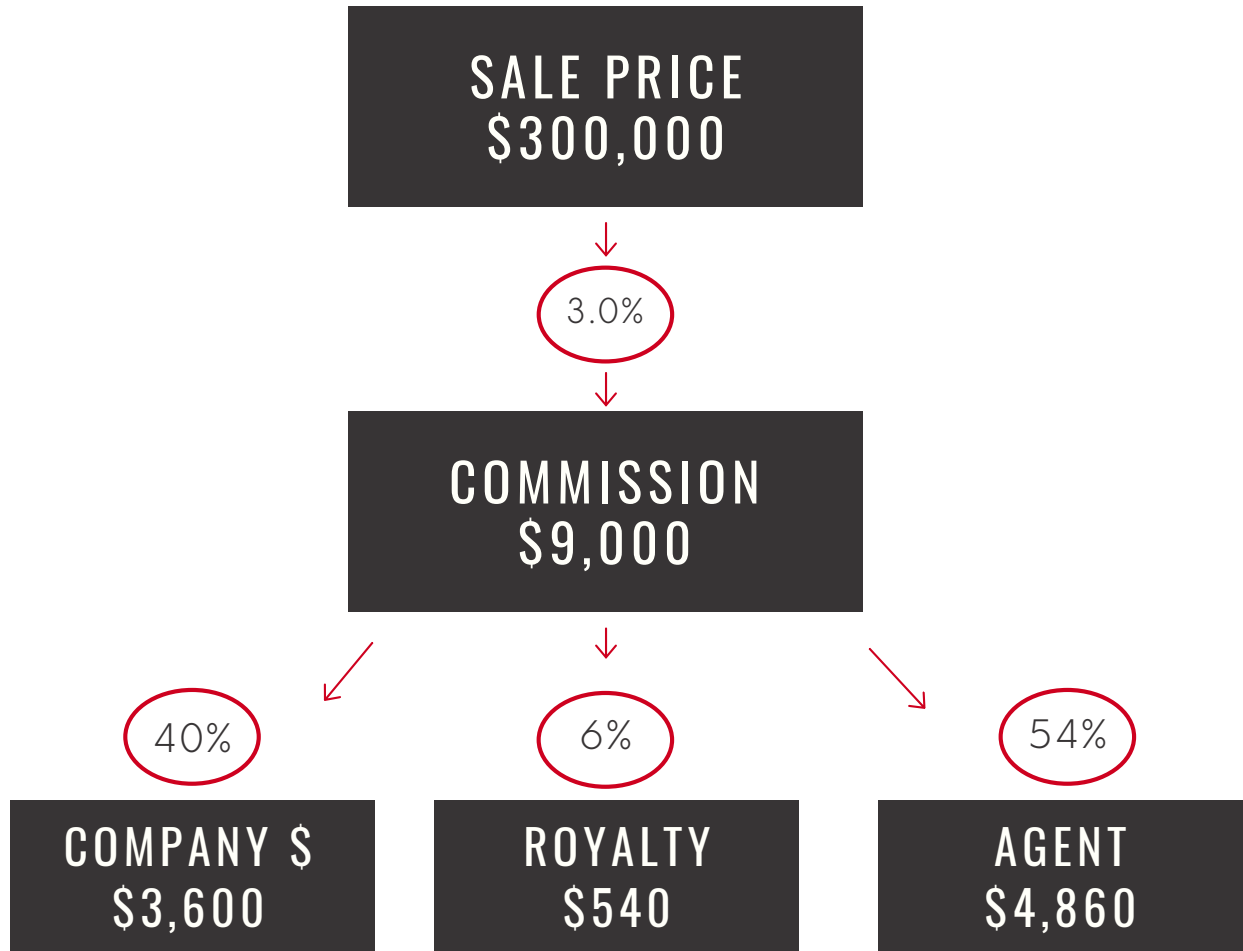 SALE PRICE
$300,000
3.0%
COMMISSION
$9,000
40%
6%
54%
COMPANY $
$3,600
ROYALTY
$540
AGENT
$4,860